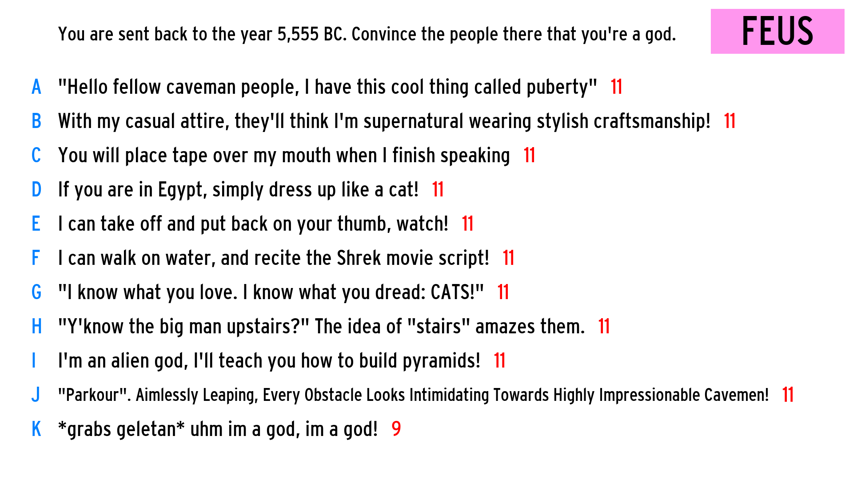 You are sent back to the year 5,555 BC. Convince the people there that you're a god.
FEUS
A "Hello fellow caveman people, I have this cool thing called puberty" 11
B With my casual attire, they'll think I'm supernatural wearing stylish craftsmanship! 11
C You will place tape over my mouth when I finish speaking 11
D If you are in Egypt, simply dress up like a cat! 11
E I can take off and put back on your thumb, watch! 11
F I can walk on water, and recite the Shrek movie script! 11
G "I know what you love. I know what you dread: CATS!" 11
H "Y'know the big man upstairs?" The idea of "stairs" amazes them. 11
I I'm an alien god, I'll teach you how to build pyramids! 11
J "Parkour". Aimlessly Leaping, Every Obstacle Looks Intimidating Towards Highly Impressionable Cavemen! 11
K *grabs geletan* uhm im a god, im a god! 9